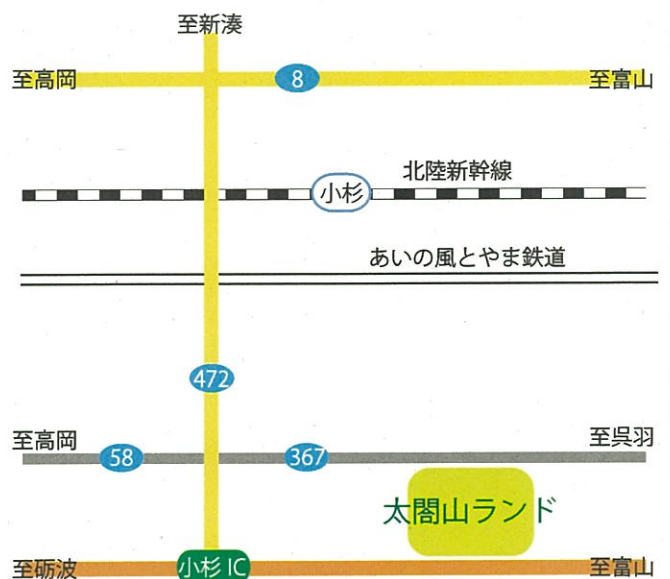 至新湊
至高岡
8
至富山
北陸新幹線
小杉
あいの風とやま鉄道
472
至高岡
至呉羽
58
367
太閤山ランド
至砺波
小杉 IC
至富山